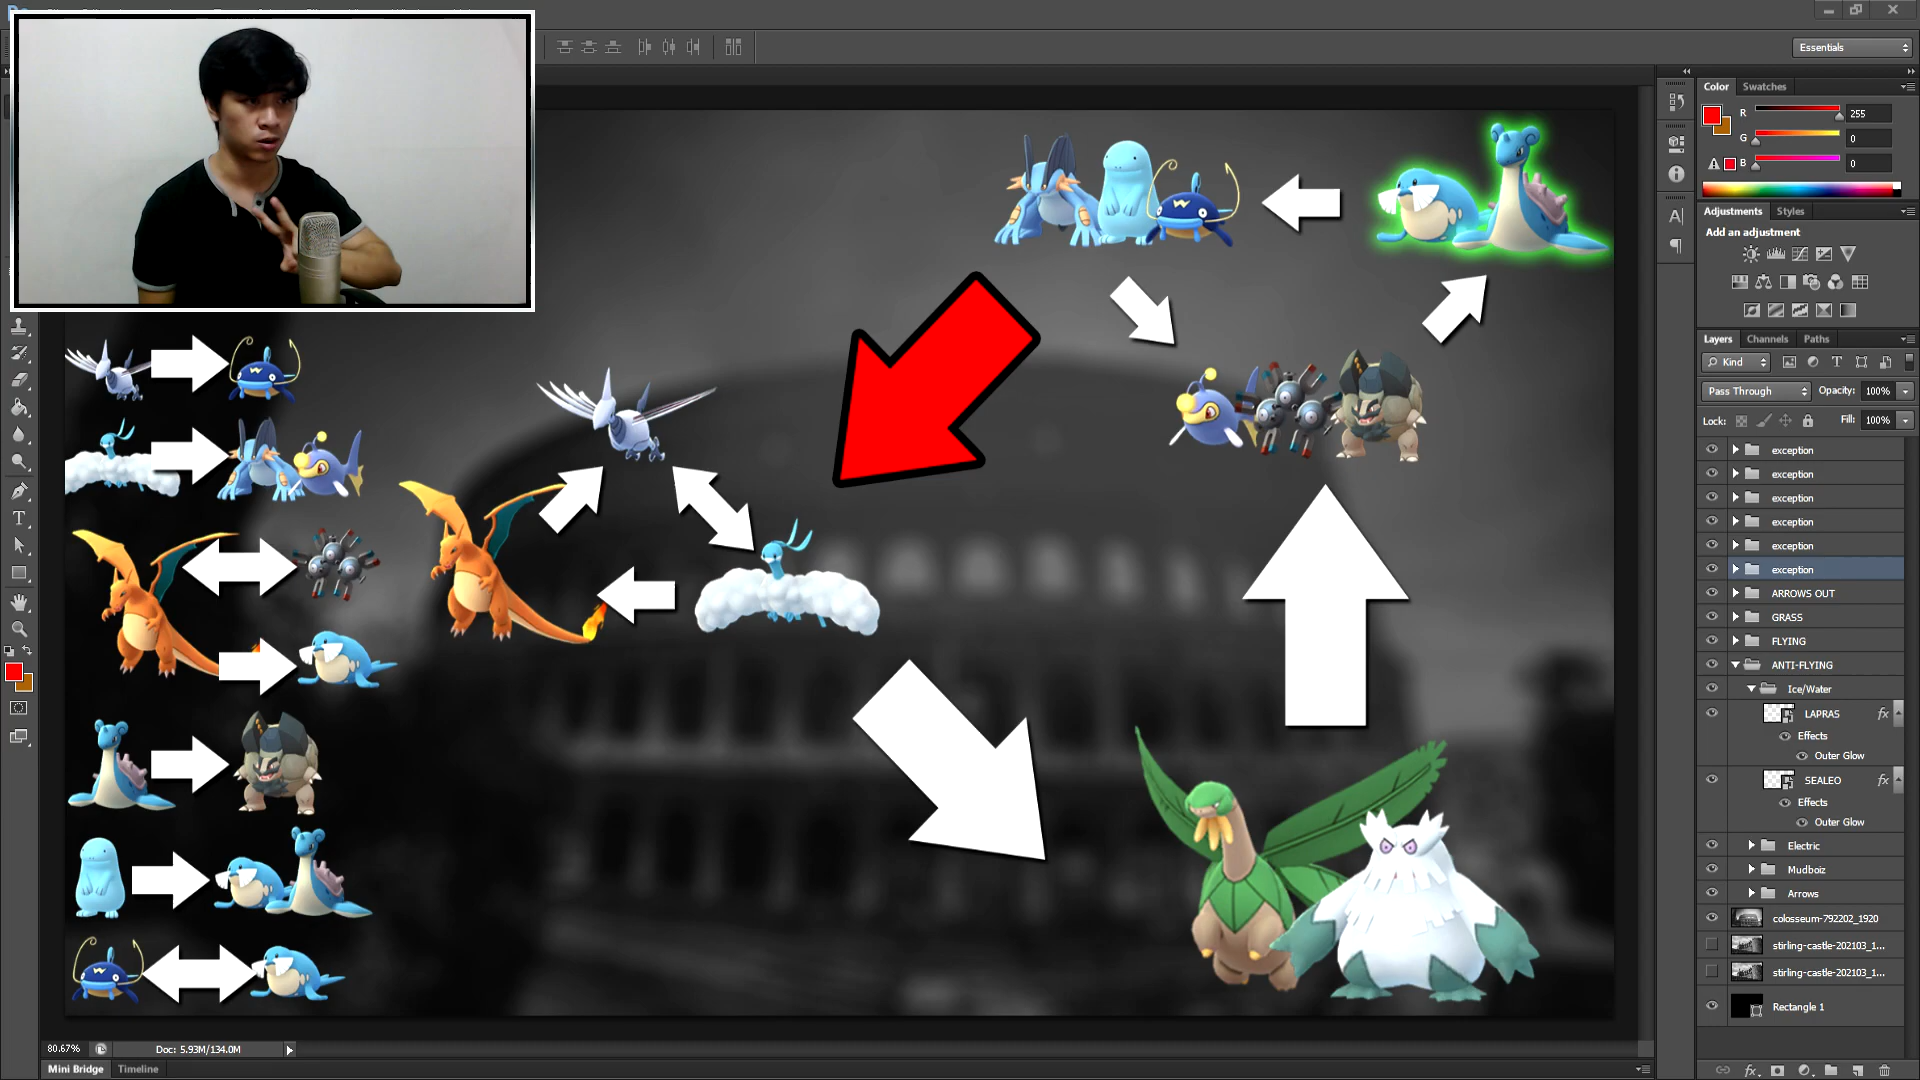 Essentials
Color Swatches
R 255
G 0
B 0
Adjustments Styles
Add an adjustment
Layers Channels Paths
Kind
Pass Through Opacity: 100%
Lock: Fill: 100%
exception
exception
exception
exception
exception
exception
ARROWS OUT
GRASS
FLYING
ANTI-FLYING
Ice/Water
LAPRAS fx
Effects
Outer Glow
SEALEO fx
Effects
Outer Glow
Electric
Mudboiz
Arrows
colosseum-792202_1920
stirling-castle-202103_1...
stirling-castle-202103_1...
Rectangle 1
80.67% Doc: 5.93M/134.0M
Mini Bridge Timeline